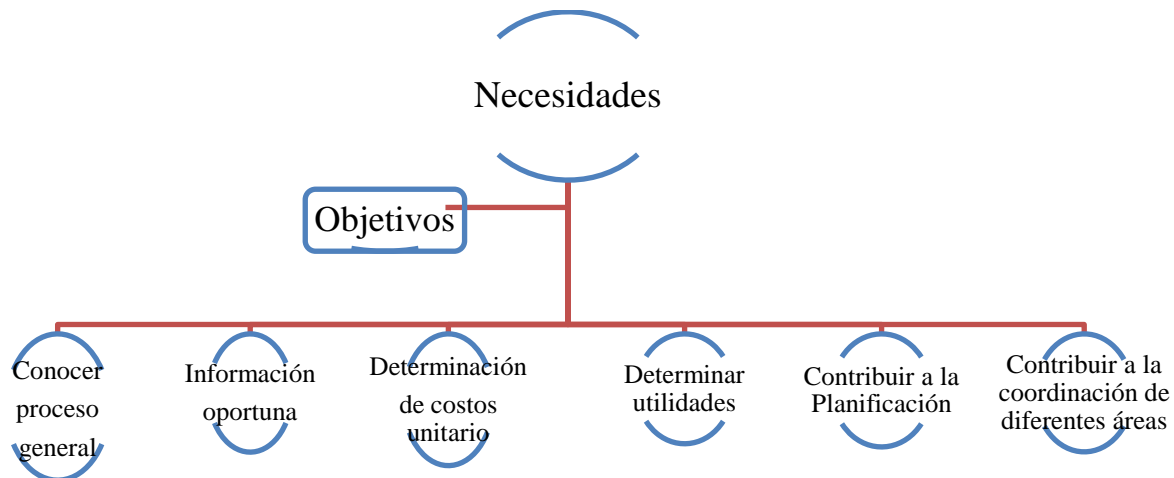 Necesidades
Objetivos
Conocer
proceso
general
Información
oportuna
Determinación
de costos
unitario
Determinar
utilidades
Contribuir a la
Planificación
Contribuir a la
coordinación de
diferentes áreas